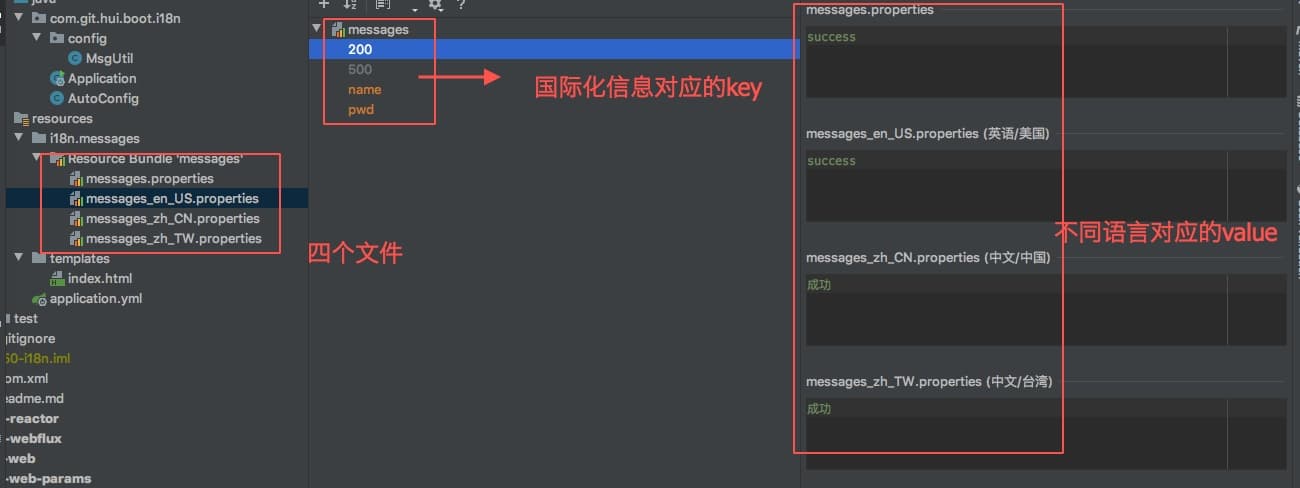 java
com.git.hui.boot.i18n
config
MsgUtil
Application
AutoConfig
resources
i18n.messages
Resource Bundle 'messages'
messages.properties
messages_en_US.properties
messages_zh_CN.properties
messages_zh_TW.properties
四个文件
templates
index.html
application.yml
test
gitignore
60-i18n.iml
om.xml
eadme.md
-reactor
-webflux
-web
-web-params
messages
200
500
name
pwd
国际化信息对应的key
messages.properties
success
messages_en_US.properties (英语/美国)
success
不同语言对应的value
messages_zh_CN.properties (中文/中国)
成功
messages_zh_TW.properties (中文/台湾)
成功